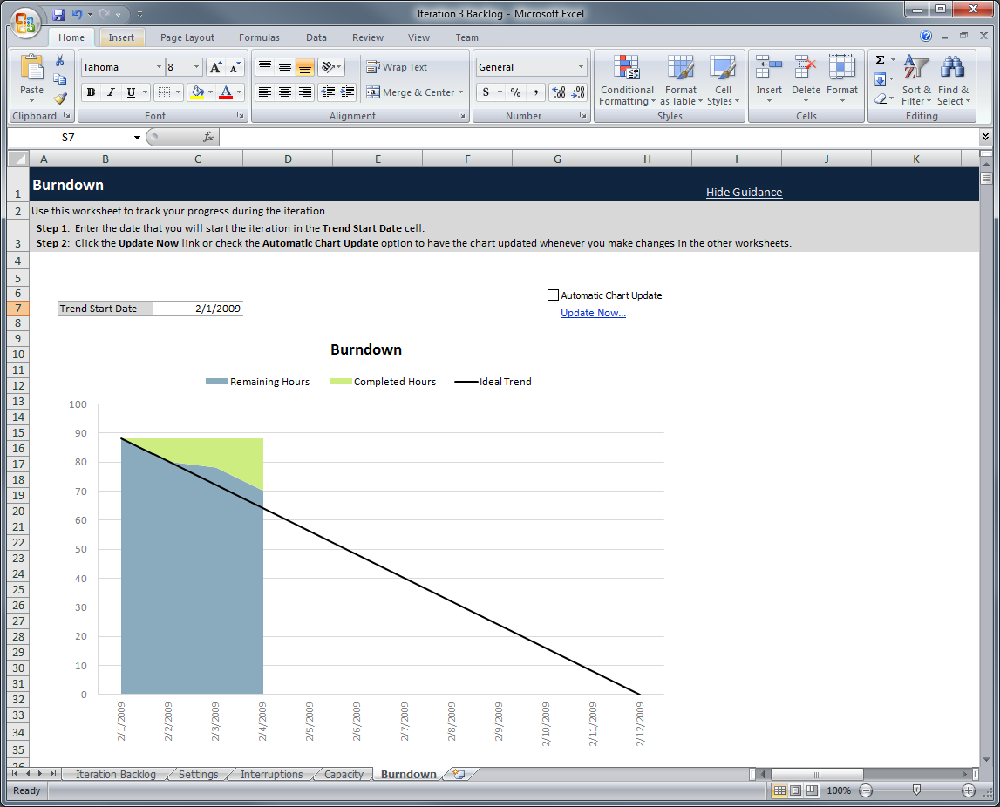 Iteration 3 Backlog - Microsoft Excel
Home Insert Page Layout Formulas Data Review View Team
Paste
Clipboard
Tahoma 8 A A
B I U A
Font
Wrap Text
Merge & Center
Alignment
General
$ % , .0 .00 .00 .0
Number
Conditional Formatting
Format as Table
Cell Styles
Styles
Insert Delete Format
Cells
Σ
Sort & Filter
Find & Select
Editing
S7 fx
A B C D E F G H I J K
1 Burndown Hide Guidance
2 Use this worksheet to track your progress during the iteration.
Step 1: Enter the date that you will start the iteration in the Trend Start Date cell.
3 Step 2: Click the Update Now link or check the Automatic Chart Update option to have the chart updated whenever you make changes in the other worksheets.
4
5
6 Automatic Chart Update
7 Trend Start Date 2/1/2009
Update Now...
8
9
10
11
12
13
14
15
16
17
18
19
20
21
22
23
24
25
26
27
28
29
30
31
32
33
34
35
36
Burndown
Remaining Hours Completed Hours Ideal Trend
100
90
80
70
60
50
40
30
20
10
0
2/1/2009 2/2/2009 2/3/2009 2/4/2009 2/5/2009 2/6/2009 2/7/2009 2/8/2009 2/9/2009 2/10/2009 2/11/2009 2/12/2009
Iteration Backlog Settings Interruptions Capacity Burndown
Ready 100%